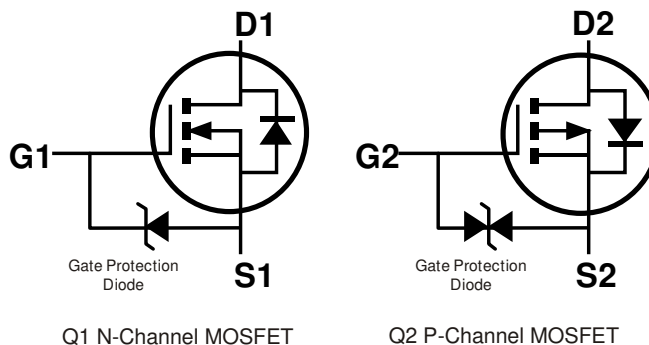 D1
D2
G1
G2
Gate Protection
Diode
S1
Gate Protection
Diode
S2
Q1 N-Channel MOSFET
Q2 P-Channel MOSFET